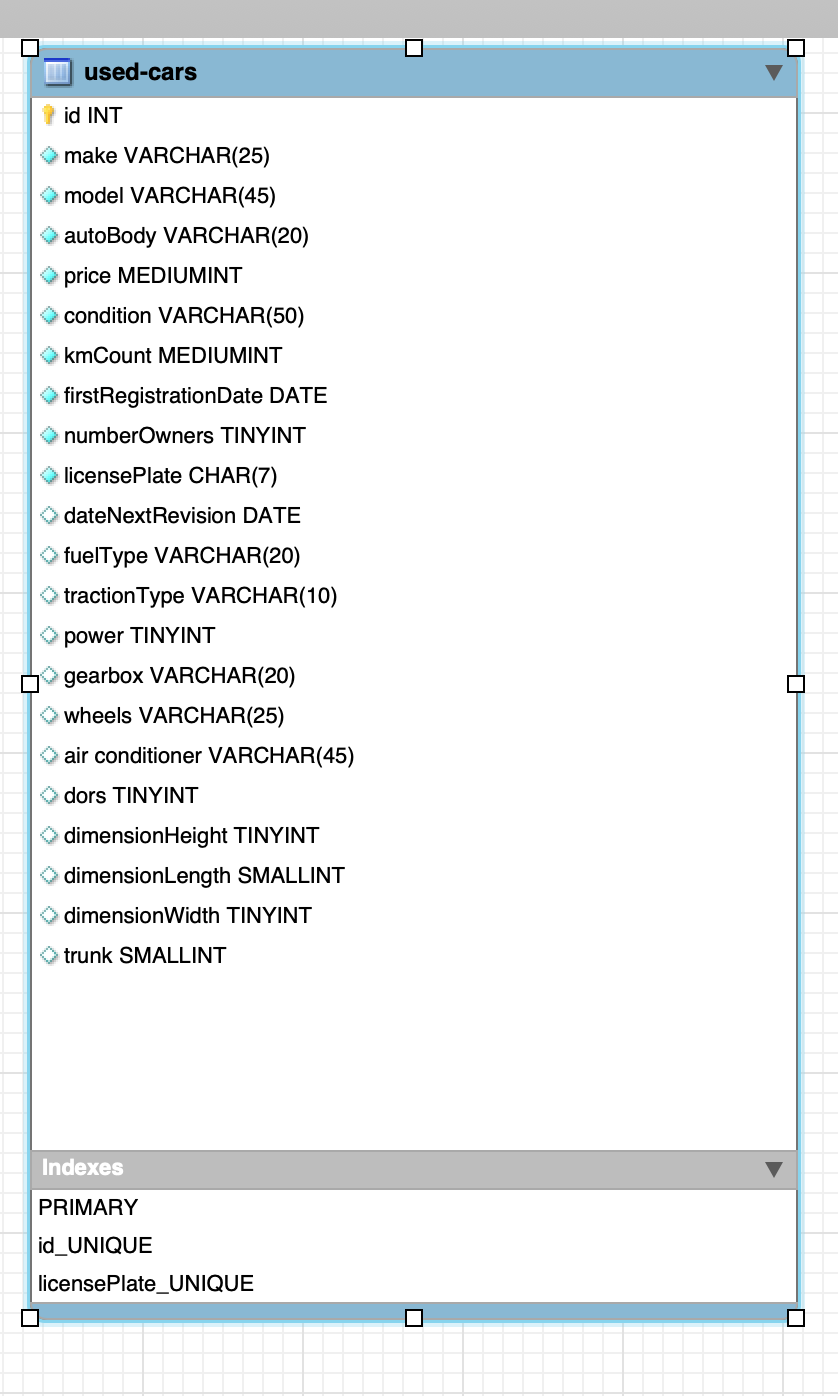 used-cars
id INT
make VARCHAR(25)
model VARCHAR(45)
autoBody VARCHAR(20)
price MEDIUMINT
condition VARCHAR(50)
kmCount MEDIUMINT
firstRegistrationDate DATE
numberOwners TINYINT
licensePlate CHAR(7)
dateNextRevision DATE
fuelType VARCHAR(20)
tractionType VARCHAR(10)
power TINYINT
gearbox VARCHAR(20)
wheels VARCHAR(25)
air conditioner VARCHAR(45)
dors TINYINT
dimensionHeight TINYINT
dimensionLength SMALLINT
dimensionWidth TINYINT
trunk SMALLINT
Indexes
PRIMARY
id_UNIQUE
licensePlate_UNIQUE